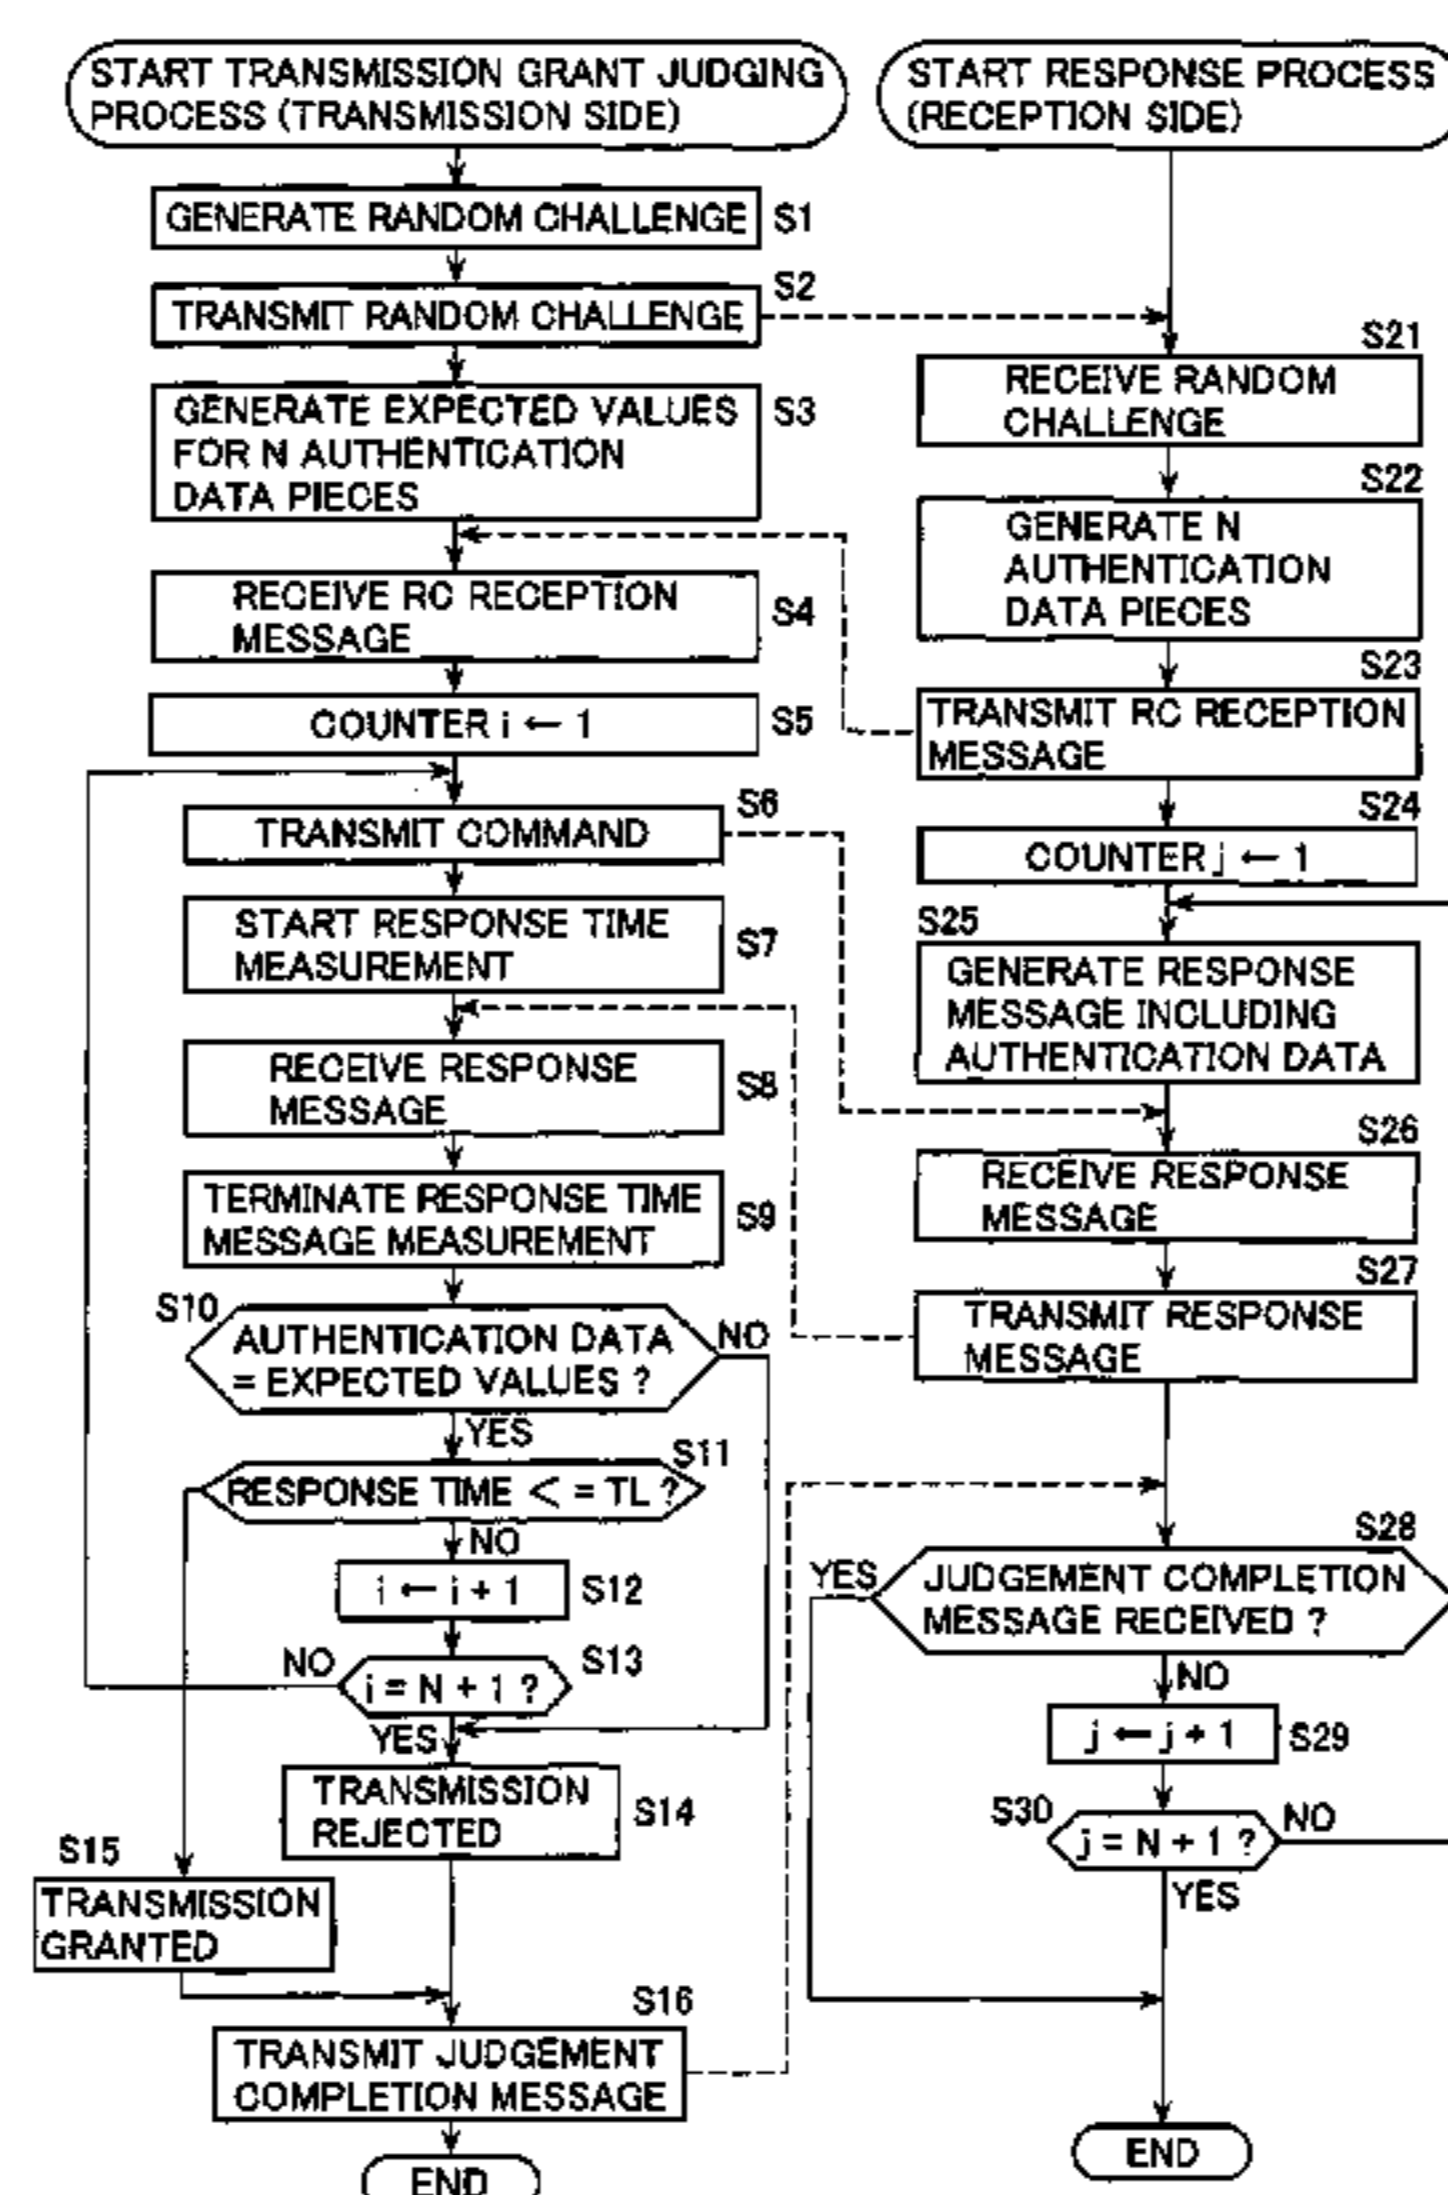 START TRANSMISSION GRANT JUDGING
PROCESS (TRANSMISSION SIDE)
GENERATE RANDOM CHALLENGE
S1
TRANSMIT RANDOM CHALLENGE
S2
GENERATE EXPECTED VALUES
FOR N AUTHENTICATION
DATA PIECES
S3
RECEIVE RC RECEPTION
MESSAGE
S4
COUNTER i ← 1
S5
TRANSMIT COMMAND
S6
START RESPONSE TIME
MEASUREMENT
S7
RECEIVE RESPONSE
MESSAGE
S8
TERMINATE RESPONSE TIME
MESSAGE MEASUREMENT
S9
S10
AUTHENTICATION DATA
= EXPECTED VALUES ?
NO
YES
S11
RESPONSE TIME < = TL ?
NO
i ← i + 1
S12
NO
i = N + 1 ?
S13
YES
TRANSMISSION
REJECTED
S14
S15
TRANSMISSION
GRANTED
S16
TRANSMIT JUDGEMENT
COMPLETION MESSAGE
END
START RESPONSE PROCESS
(RECEPTION SIDE)
S21
RECEIVE RANDOM
CHALLENGE
S22
GENERATE N
AUTHENTICATION
DATA PIECES
S23
TRANSMIT RC RECEPTION
MESSAGE
S24
COUNTER j ← 1
S25
GENERATE RESPONSE
MESSAGE INCLUDING
AUTHENTICATION DATA
S26
RECEIVE RESPONSE
MESSAGE
S27
TRANSMIT RESPONSE
MESSAGE
S28
YES
JUDGEMENT COMPLETION
MESSAGE RECEIVED ?
NO
j ← j + 1
S29
S30
j = N + 1 ?
NO
YES
END